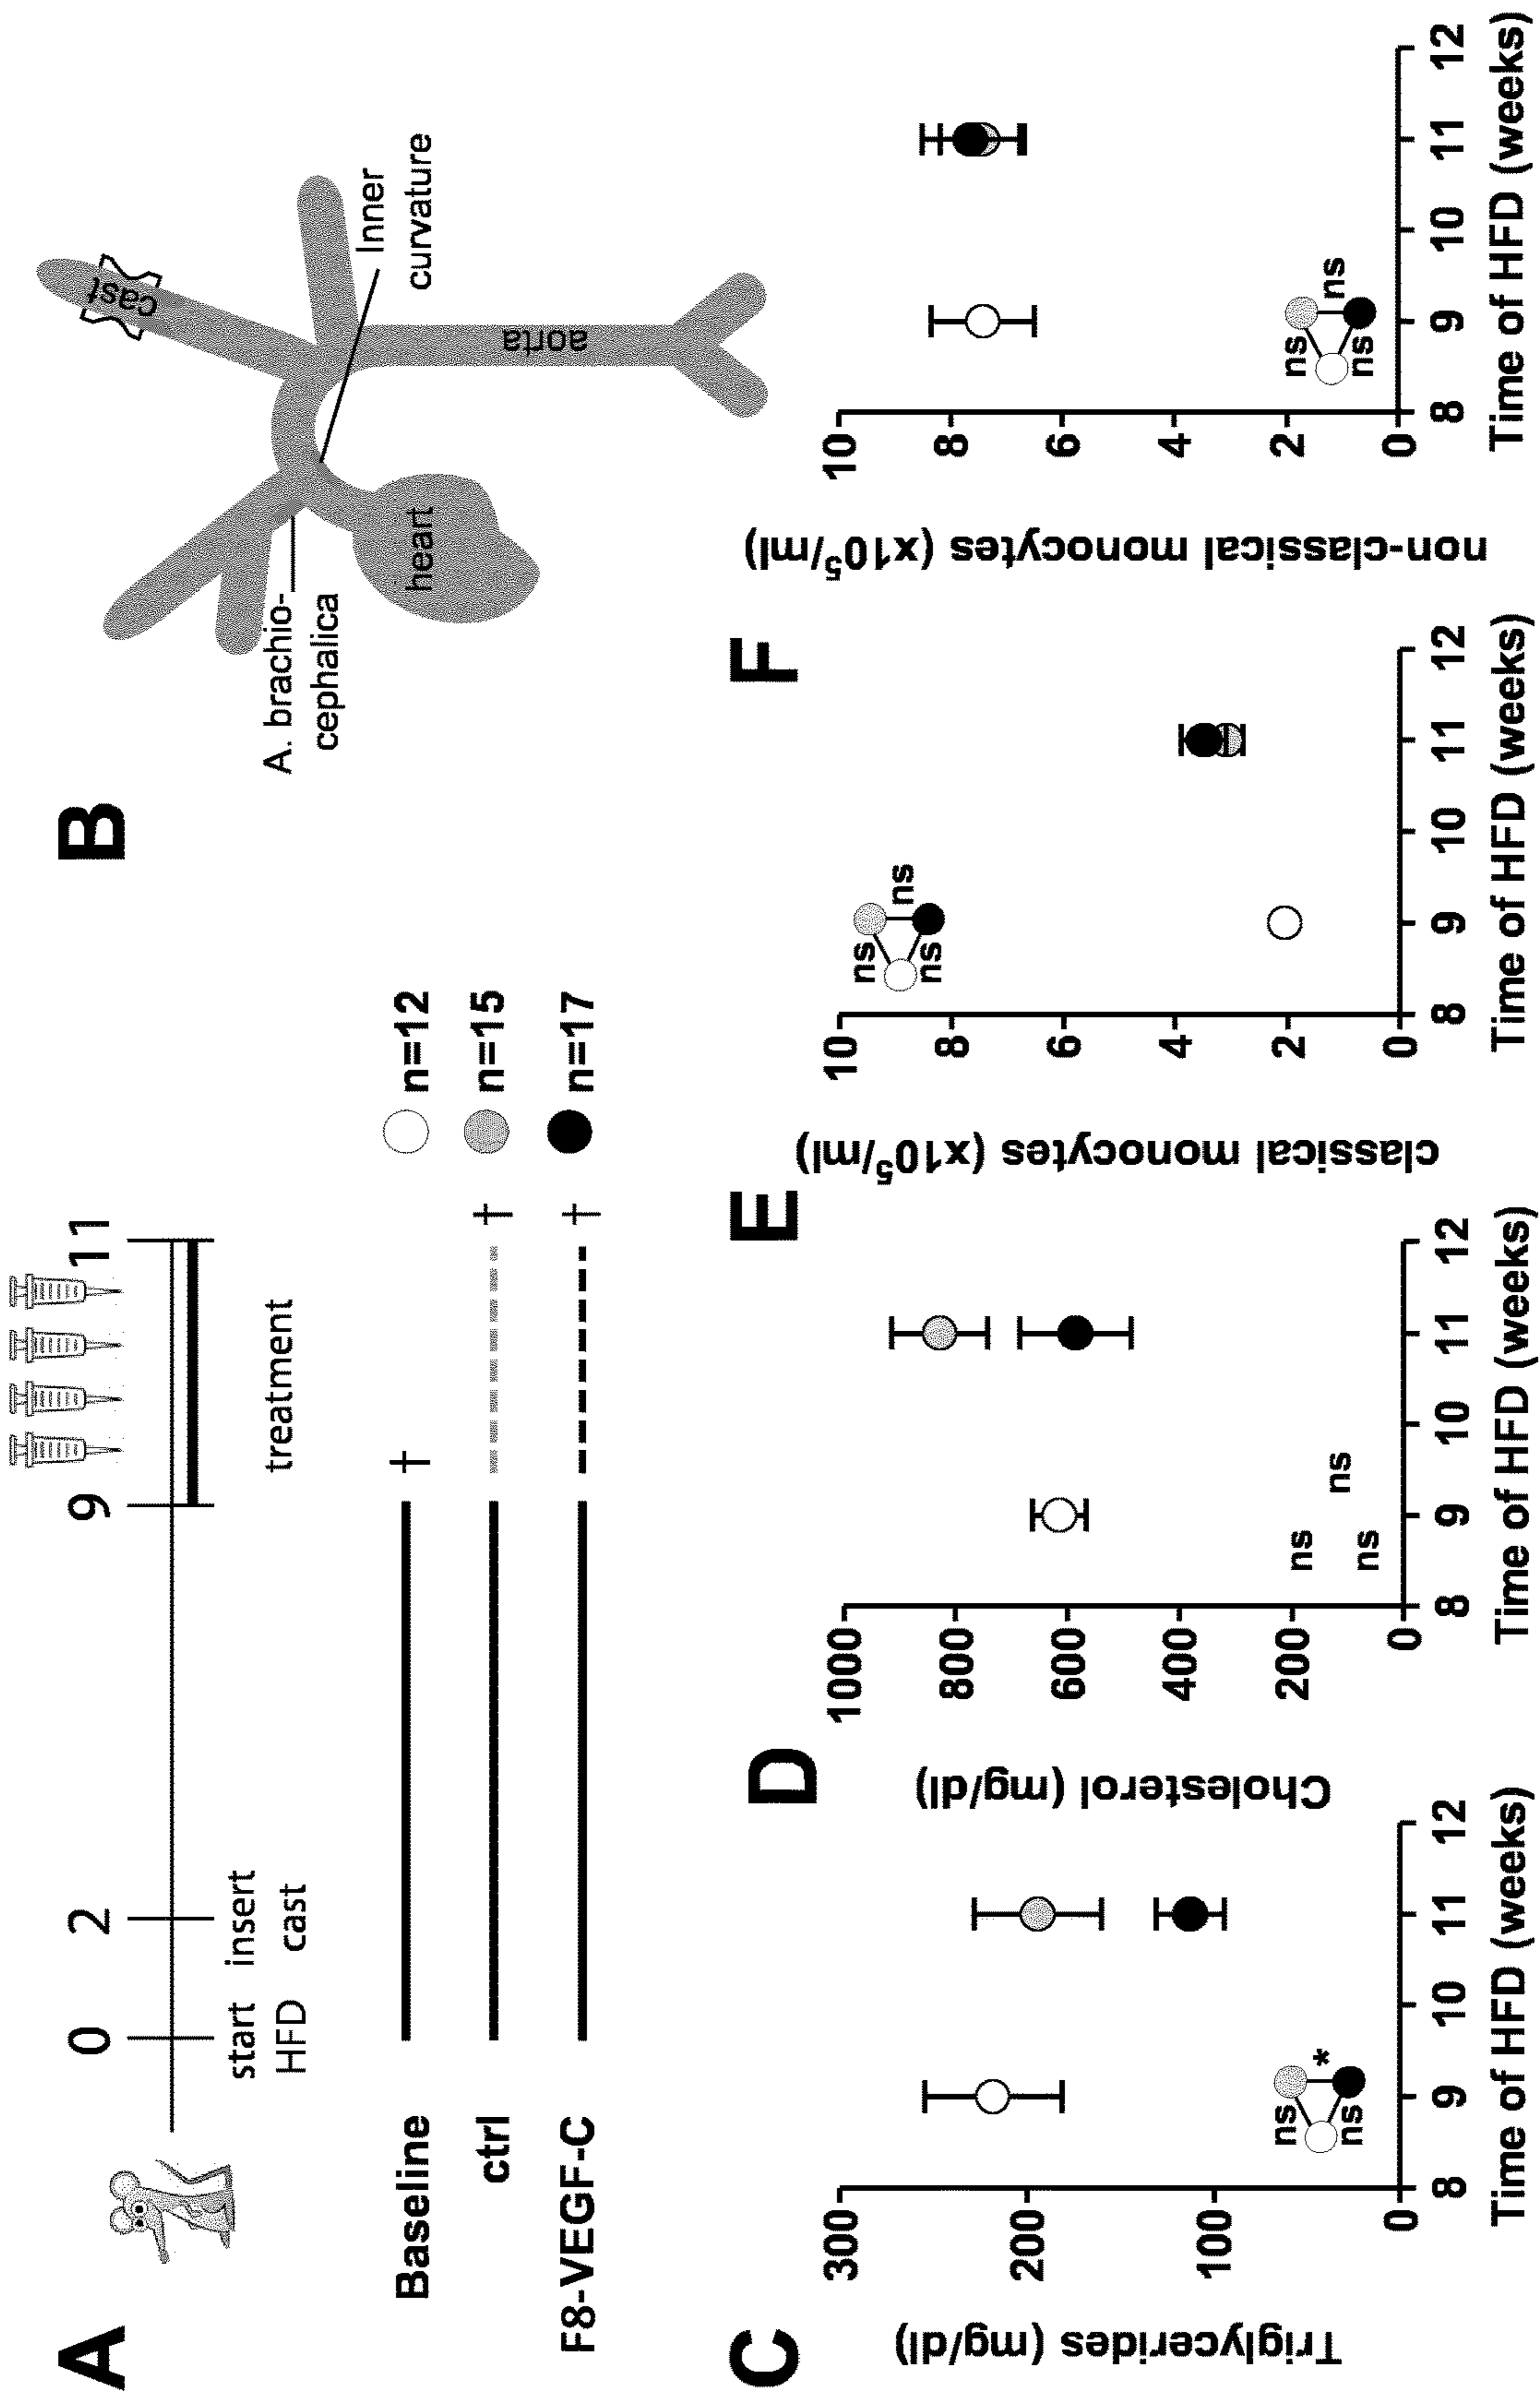 A
0
2
9
11
start
HFD
insert
cast
treatment
Baseline
ctrl
F8-VEGF-C
n=12
n=15
n=17
B
A. brachio-
cephalica
heart
cast
aorta
Inner
curvature
C
Triglycerides (mg/dl)
300
200
100
0
ns
ns
*
8 9 10 11 12
Time of HFD (weeks)
D
Cholesterol (mg/dl)
1000
800
600
400
200
0
ns
ns
ns
8 9 10 11 12
Time of HFD (weeks)
E
classical monocytes (x10⁵/ml)
10
8
6
4
2
0
ns
ns
ns
8 9 10 11 12
Time of HFD (weeks)
F
non-classical monocytes (x10⁵/ml)
10
8
6
4
2
0
ns
ns
ns
8 9 10 11 12
Time of HFD (weeks)